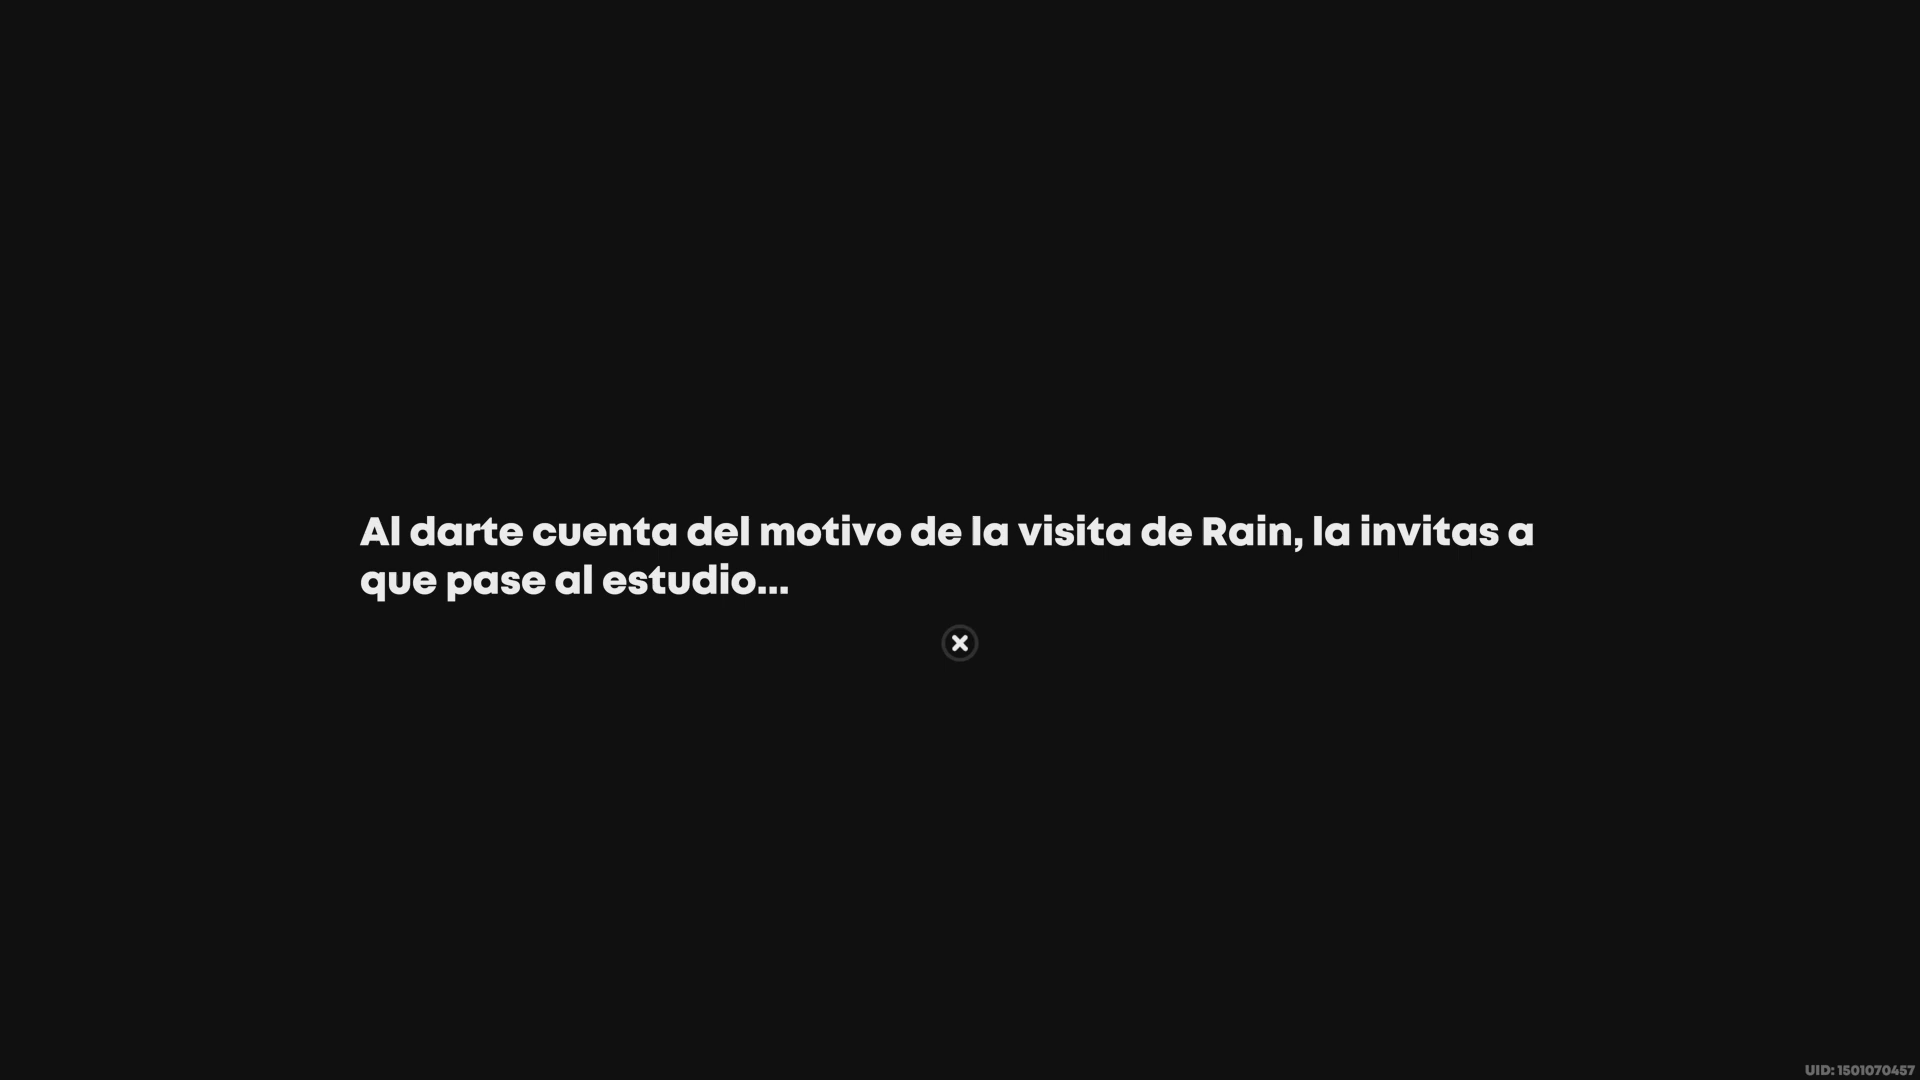 Al darte cuenta del motivo de la visita de Rain, la invitas a
que pase al estudio...
UID: 1501070457